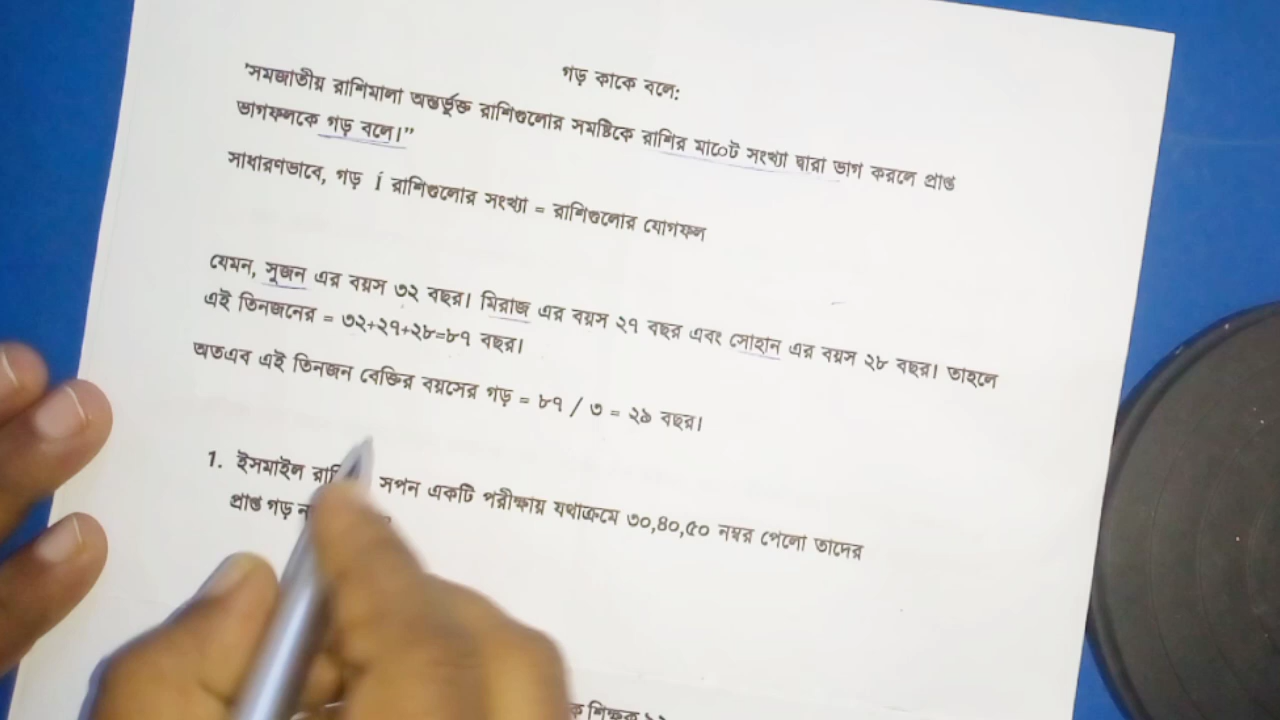 গড় কাকে বলে:
"সমজাতীয় রাশিমালা অন্তর্ভুক্ত রাশিগুলোর সমষ্টিকে রাশির মাটে সংখ্যা দ্বারা ভাগ করলে প্রাপ্ত
ভাগফলকে গড় বলে।”
সাধারণভাবে, গড় Í রাশিগুলোর সংখ্যা = রাশিগুলোর যোগফল
যেমন, সুজন এর বয়স ৩২ বছর। মিরাজ এর বয়স ২৭ বছর এবং সোহান এর বয়স ২৮ বছর। তাহলে
এই তিনজনের = ৩২+২৭+২৮=৮৭ বছর।
অতএব এই তিনজন বেক্তির বয়সের গড় = ৮৭ / ৩ = ২৯ বছর।
1. ইসমাইল সপন একটি পরীক্ষায় যথাক্রমে ৩০,৪০,৫০ নম্বর পেলো তাদের
প্রাপ্ত গড়
শিক্ষক